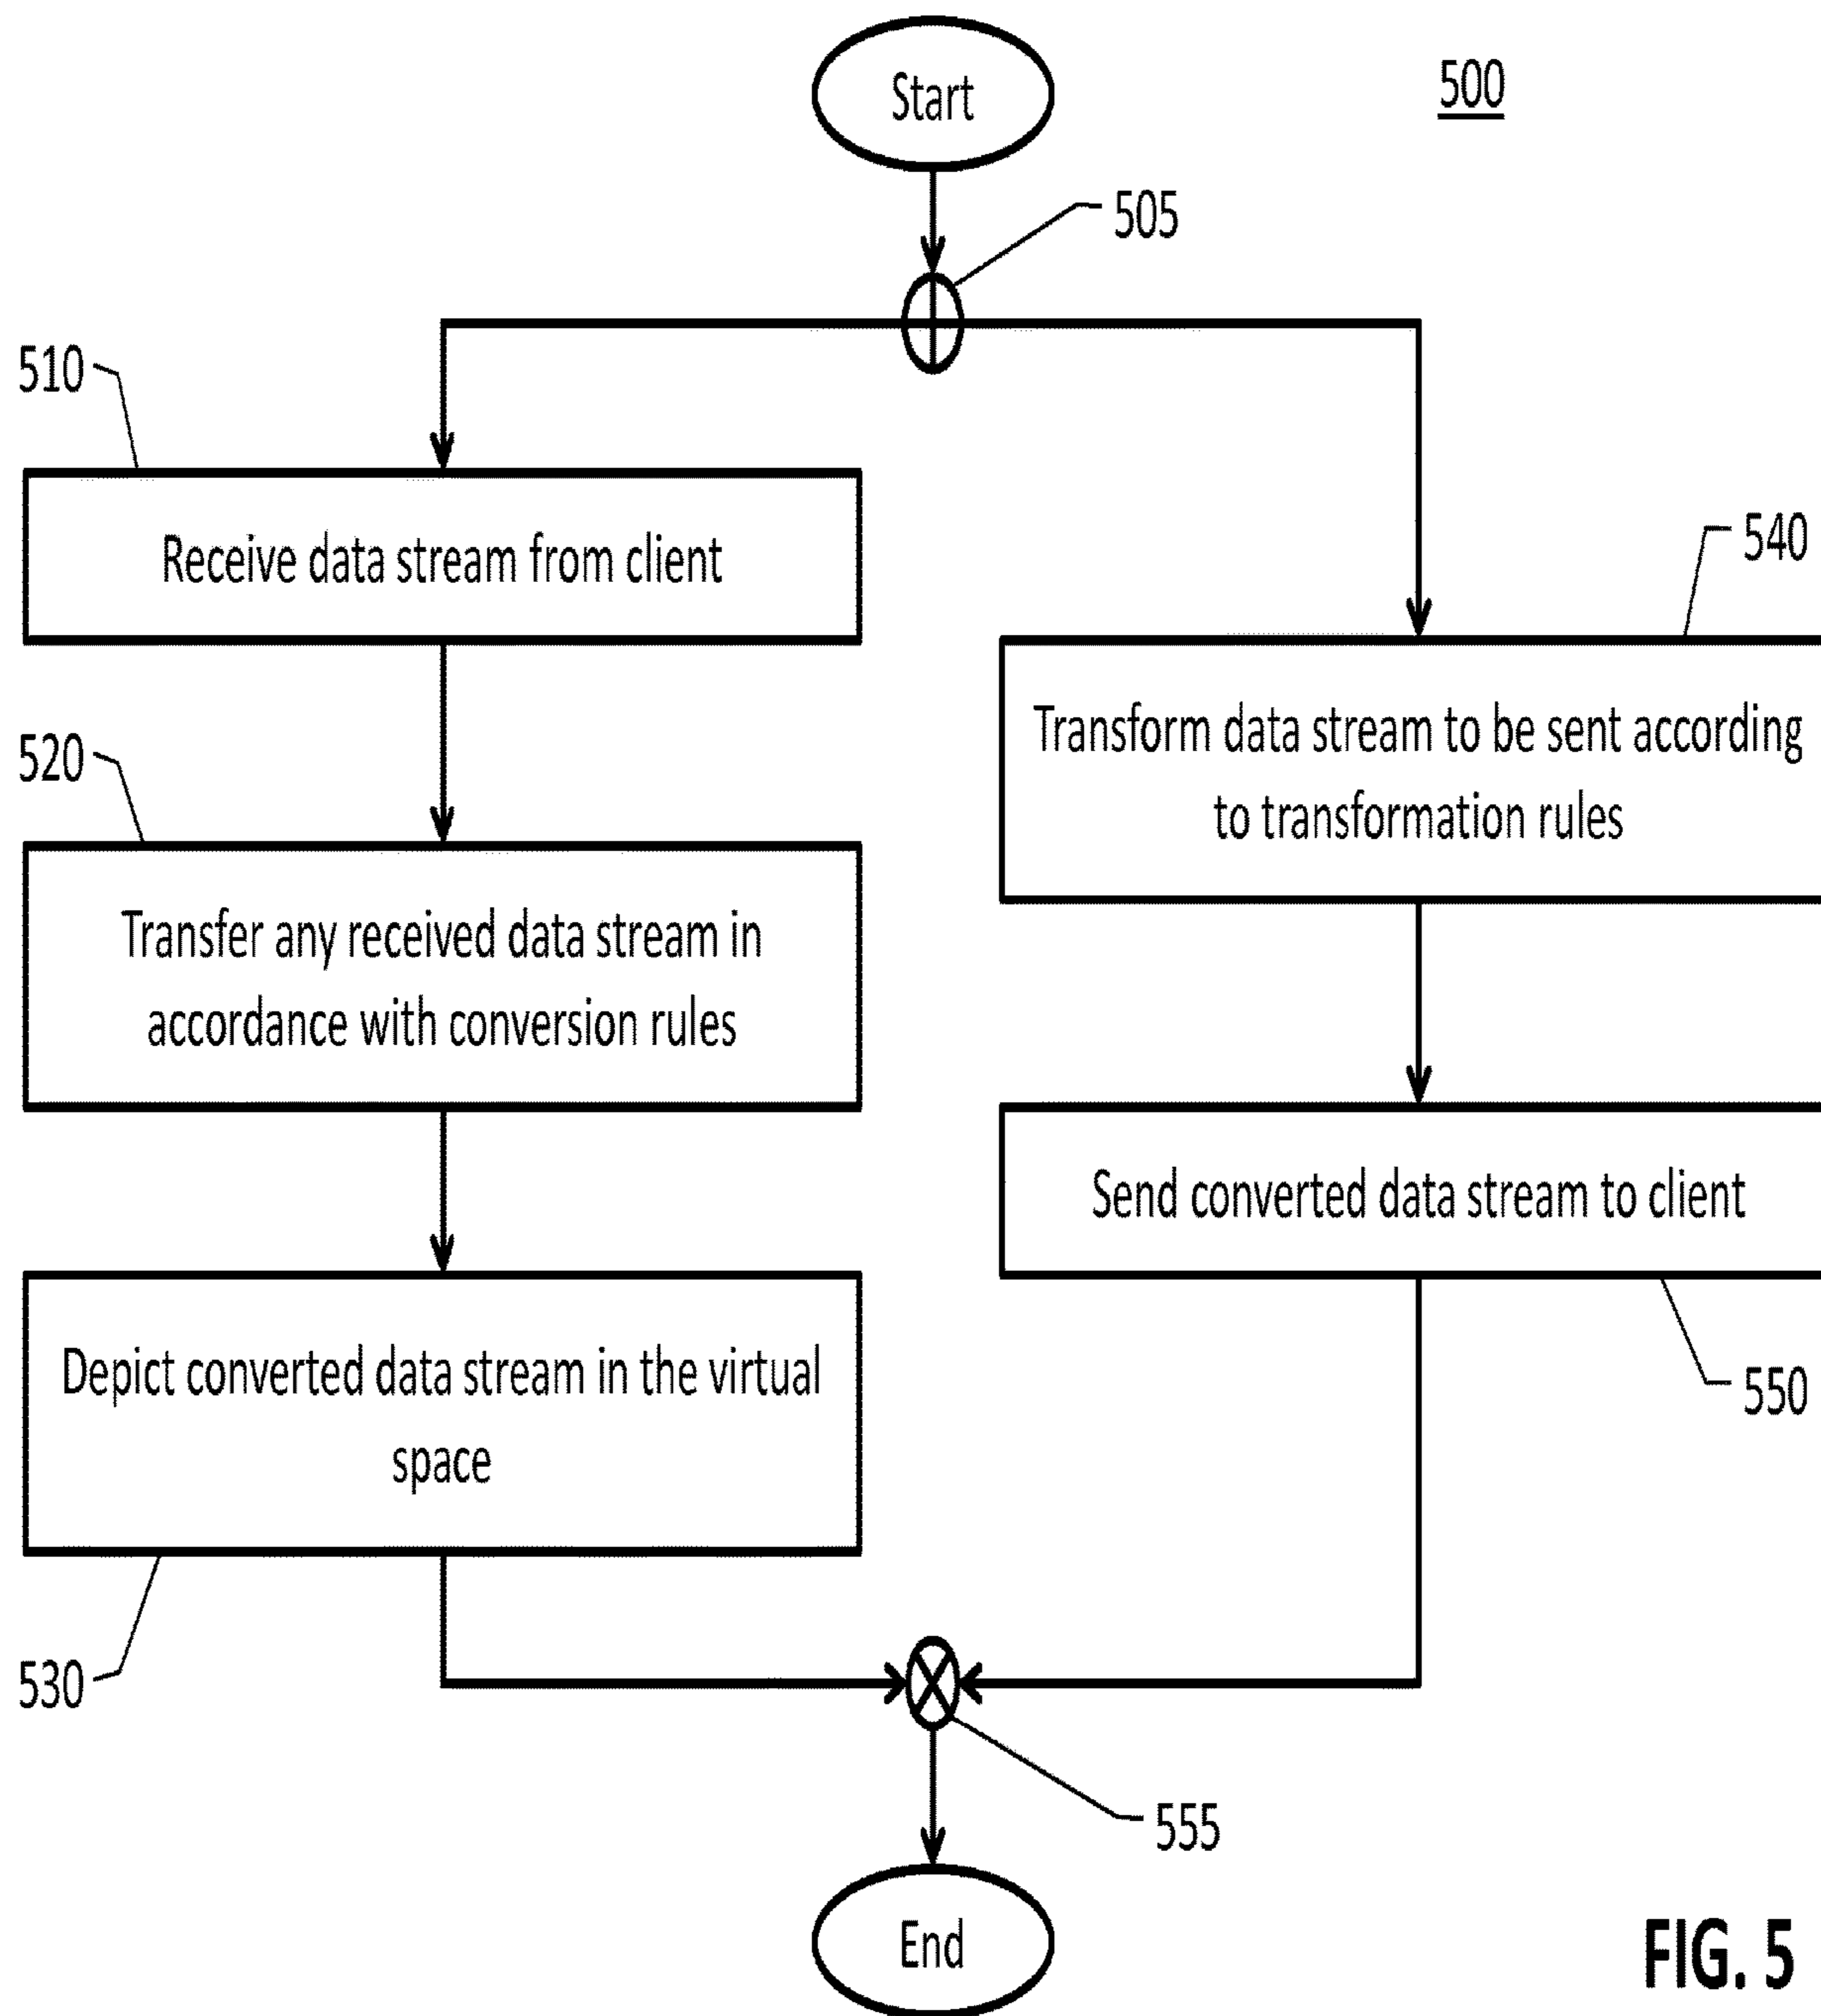 Start
500
505
510
Receive data stream from client
540
Transform data stream to be sent according
to transformation rules
520
Transfer any received data stream in
accordance with conversion rules
Send converted data stream to client
550
Depict converted data stream in the virtual
space
530
555
End
FIG. 5